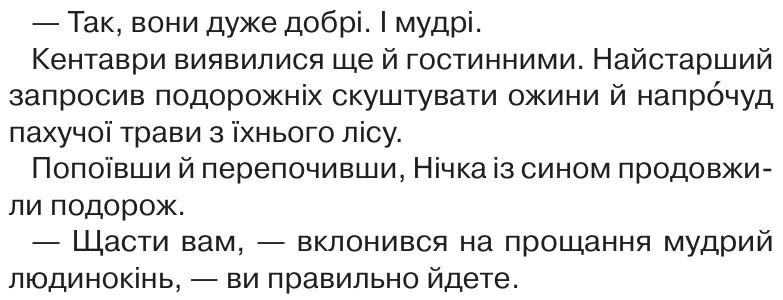 — Так, вони дуже добрі. І мудрі.
Кентаври виявилися ще й гостинними. Найстарший
запросив подорожніх скуштувати ожини й напро́чуд
пахучої трави з їхнього лісу.
Попоївши й перепочивши, Нічка із сином продовжи-
ли подорож.
— Щасти вам, — вклонився на прощання мудрий
людинокінь, — ви правильно йдете.